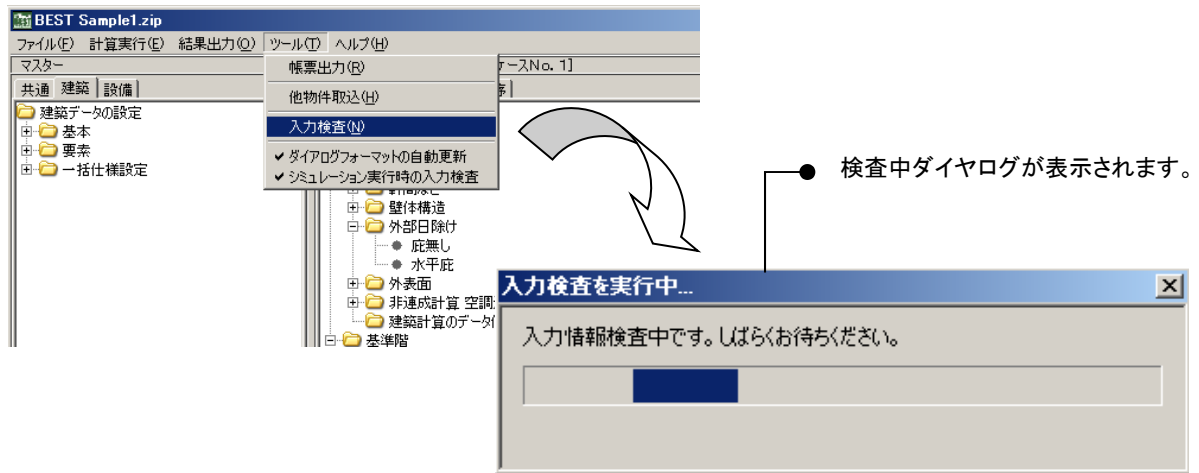 BEST Sample1.zip
ファイル(F) 計算実行(E) 結果出力(O) ツール(T) ヘルプ(H)
マスター
ケースNo. 1]
共通 建築 設備
建築データの設定
基本
要素
一括仕様設定
帳票出力(R)
他物件取込(H)
入力検査(N)
✔ダイアログフォーマットの自動更新
✔シミュレーション実行時の入力検査
壁体構造
外部日除け
庇無し
水平庇
外表面
非連成計算 空調
建築計算のデータ
基準階
検査中ダイヤログが表示されます。
入力検査を実行中...
入力情報検査中です。しばらくお待ちください。